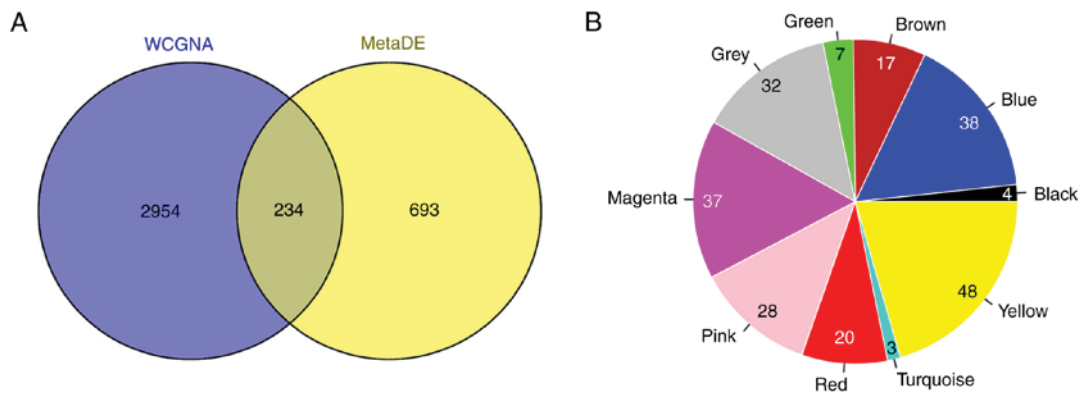 A
WCGNA
MetaDE
2954
234
693
B
Green
Brown
Grey
7
17
32
Blue
38
Magenta
37
4
Black
48
Yellow
28
Pink
20
3
Red
Turquoise